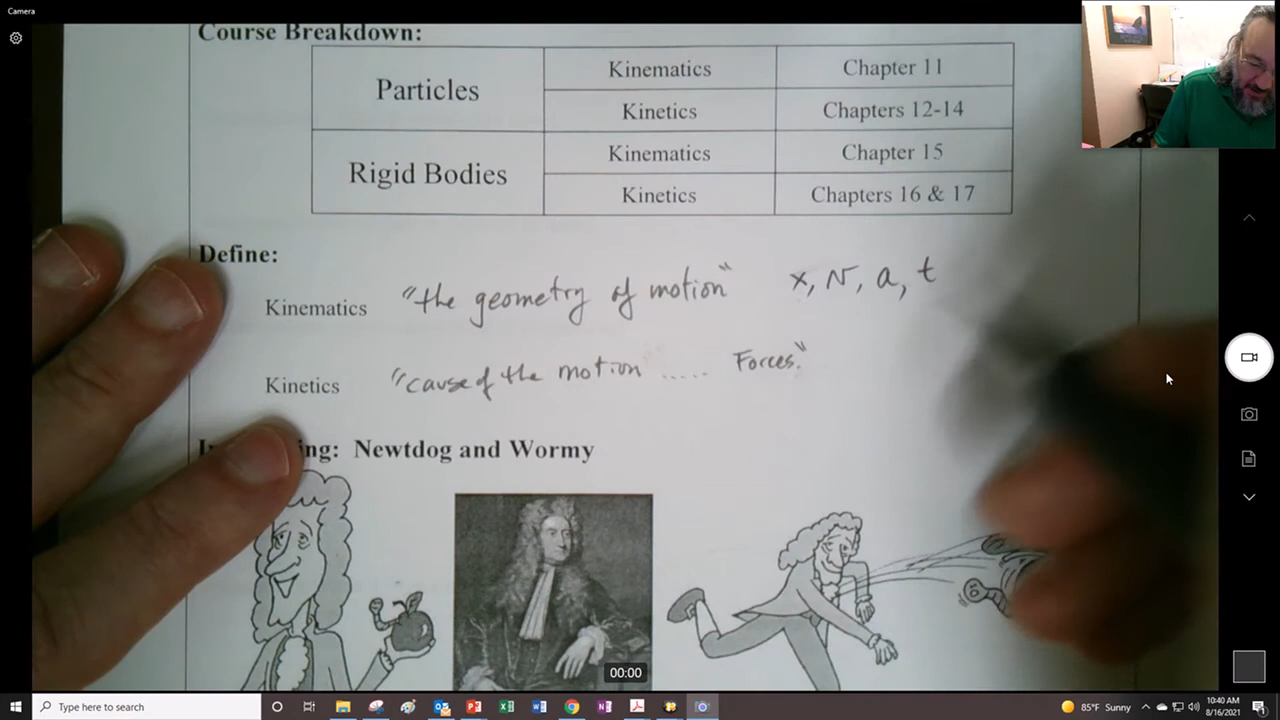 Camera
Course Breakdown:
Particles
Kinematics
Chapter 11
Kinetics
Chapters 12-14
Rigid Bodies
Kinematics
Chapter 15
Kinetics
Chapters 16 & 17
Define:
Kinematics "the geometry of motion" x, v, a, t
Kinetics "cause of the motion ..... Forces."
ing: Newtdog and Wormy
00:00
Type here to search
85°F Sunny
10:40 AM
8/16/2021